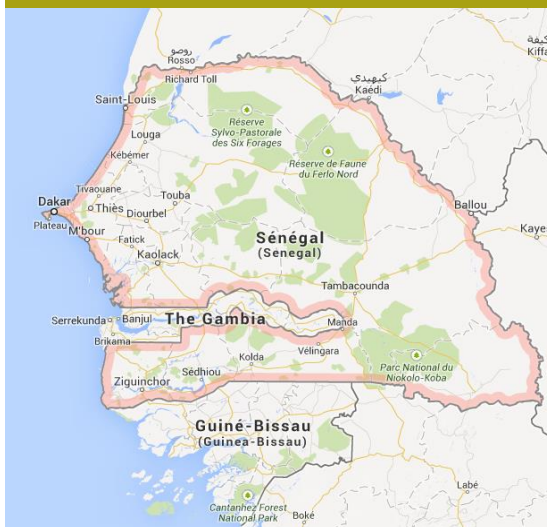 روصو
Rosso
Richard Toll
كيهيدي
Kaédi
كيفة
Kiffa
Saint-Louis
Réserve
Sylvo-Pastorale
des Six Forages
Louga
Réserve de Faune
du Ferlo Nord
Kébémer
Tivaouane
Touba
Ballou
Dakar
Thiès
Diourbel
Plateau
M'bour
Fatick
Sénégal
(Senegal)
Kaye
Kaolack
Tambacounda
Serrekunda
Banjul
The Gambia
Manda
Brikama
Vélingara
Kolda
Parc National du
Niokolo-Koba
Sédhiou
Ziguinchor
Guiné-Bissau
(Guinea-Bissau)
Labé
Cantanhez Forest
National Park
Boké